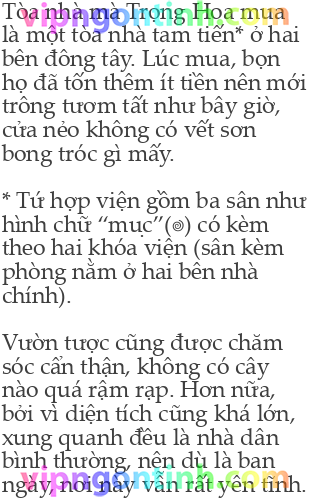 vipngontinh.com
Tòa nhà mà Trọng Hoa mua
là một tòa nhà tam tiến* ở hai
bên đông tây. Lúc mua, bọn
họ đã tốn thêm ít tiền nên mới
trông tươm tất như bây giờ,
cửa nẻo không có vết sơn
bong tróc gì mấy.
* Tứ hợp viện gồm ba sân như
hình chữ “mục”(๏) có kèm
theo hai khóa viện (sân kèm
phòng nằm ở hai bên nhà
chính).
Vườn tược cũng được chăm
sóc cẩn thận, không có cây
nào quá rậm rạp. Hơn nữa,
bởi vì diện tích cũng khá lớn,
xung quanh đều là nhà dân
bình thường, nên dù là ban
ngày, nơi này vẫn rất yên tĩnh.
vipngontinh.com